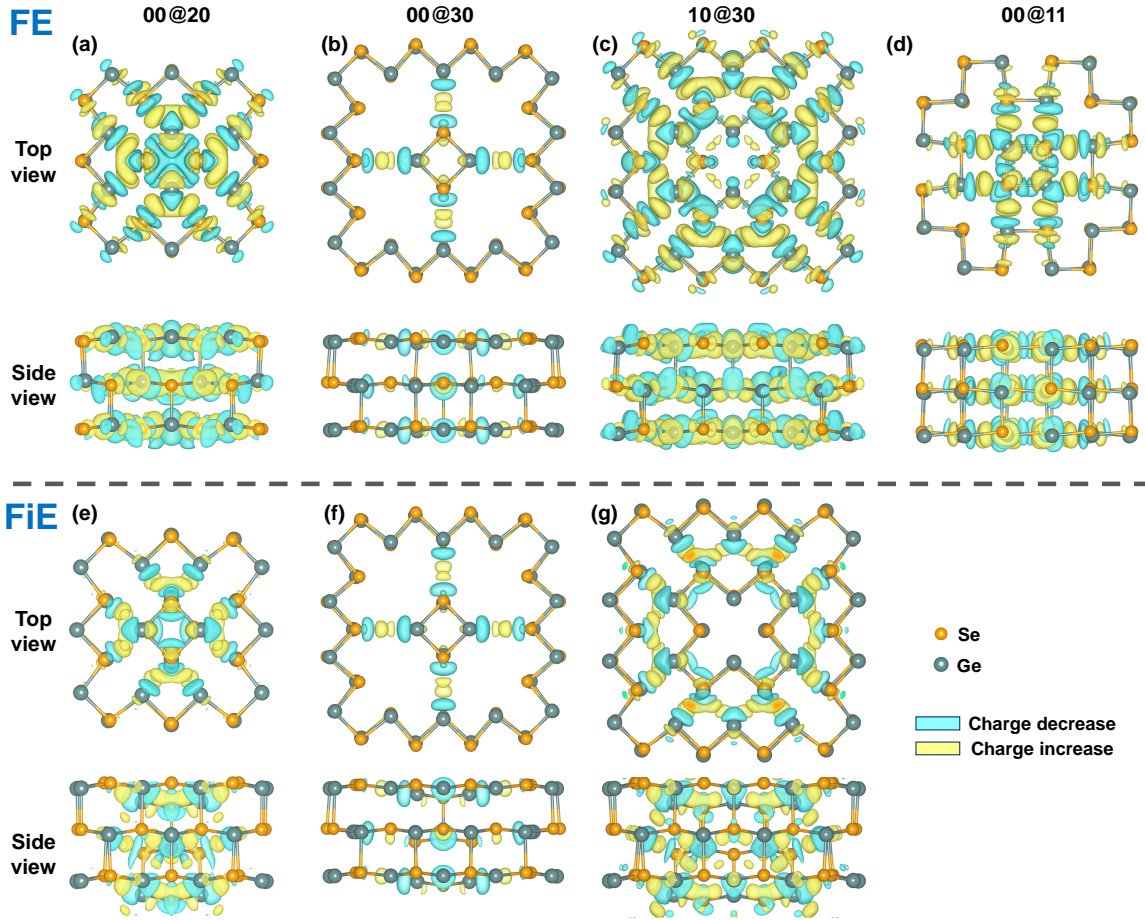 FE
00@20
00@30
10@30
00@11
(a)
(b)
(c)
(d)
Top
view
Side
view
FiE
(e)
(f)
(g)
Top
view
Se
Ge
Charge decrease
Charge increase
Side
view